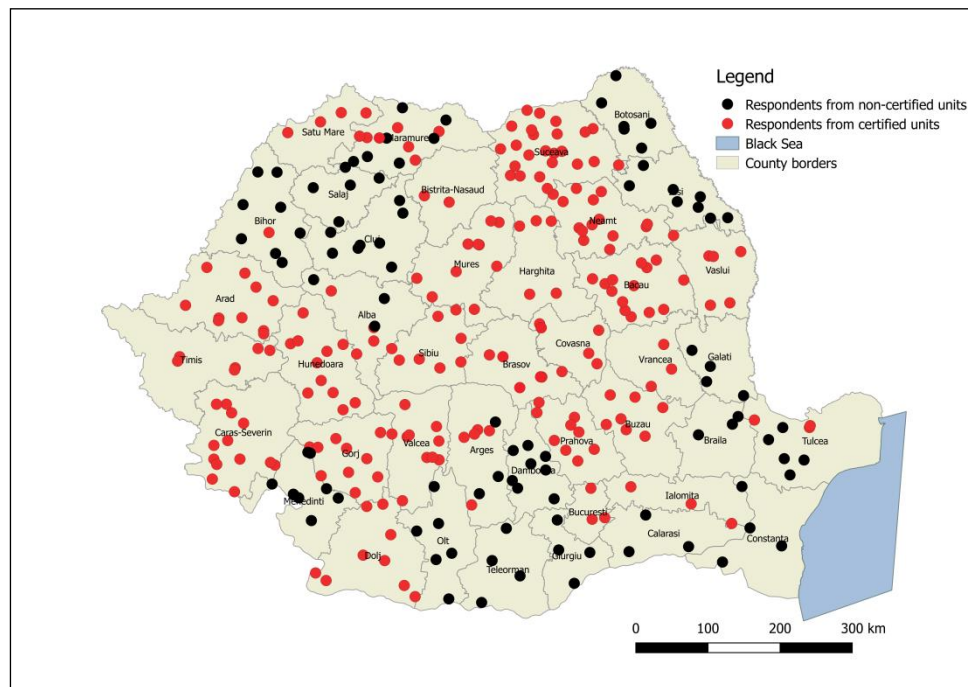 Legend
Respondents from non-certified units
Respondents from certified units
Black Sea
County borders
Botosani
Satu Mare
Maramures
Suceava
Iasi
Salaj
Bistrita-Nasaud
Bihor
Neamt
Cluj
Mures
Harghita
Vaslui
Bacau
Arad
Alba
Timis
Hunedoara
Sibiu
Brasov
Covasna
Vrancea
Galati
Caras-Severin
Gorj
Valcea
Arges
Prahova
Buzau
Braila
Tulcea
Dambovita
Mehedinti
Ialomita
Bucuresti
Calarasi
Constanta
Olt
Dolj
Teleorman
Giurgiu
0 100 200 300 km